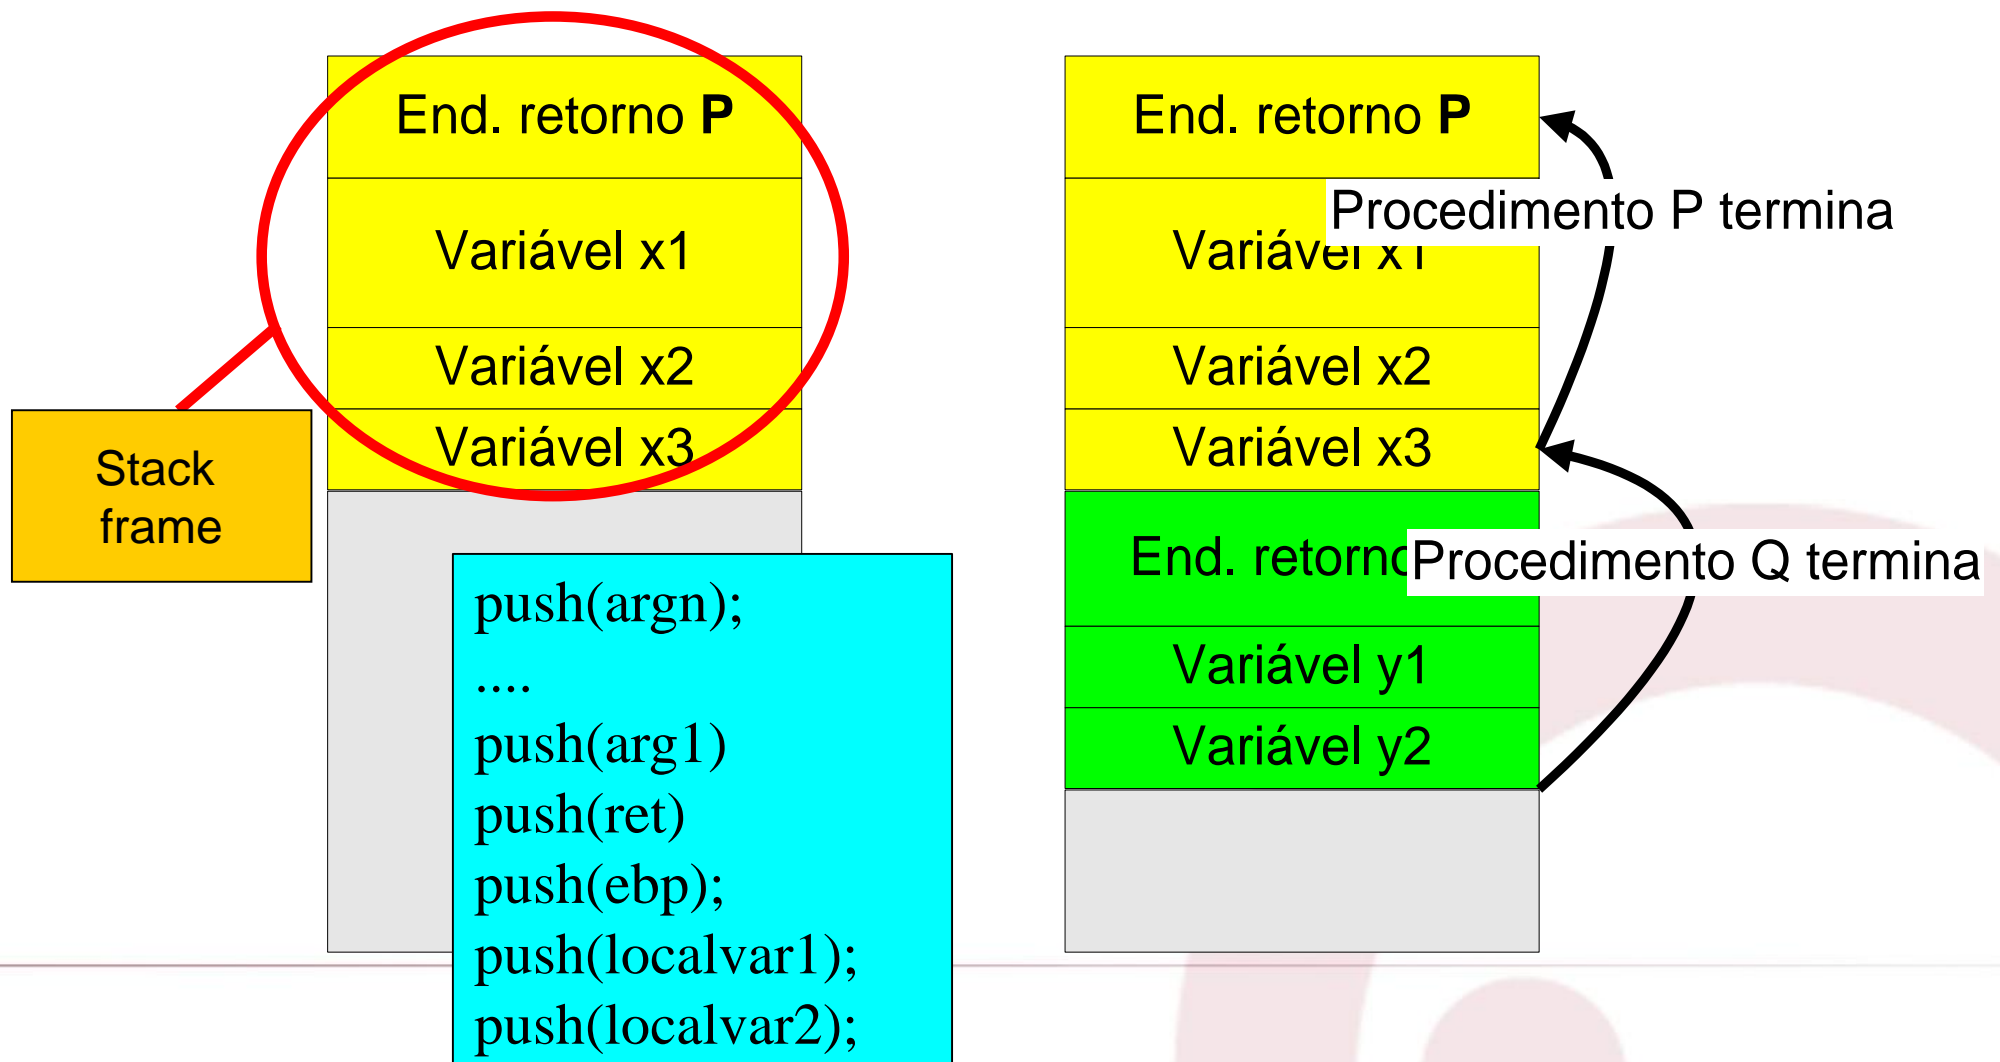 End. retorno P
Variável x1
Variável x2
Variável x3
Stack
frame
push(argn);
....
push(arg1)
push(ret)
push(ebp);
push(localvar1);
push(localvar2);
End. retorno P
Procedimento P termina
Variável x1
Variável x2
Variável x3
End. retorno
Procedimento Q termina
Variável y1
Variável y2